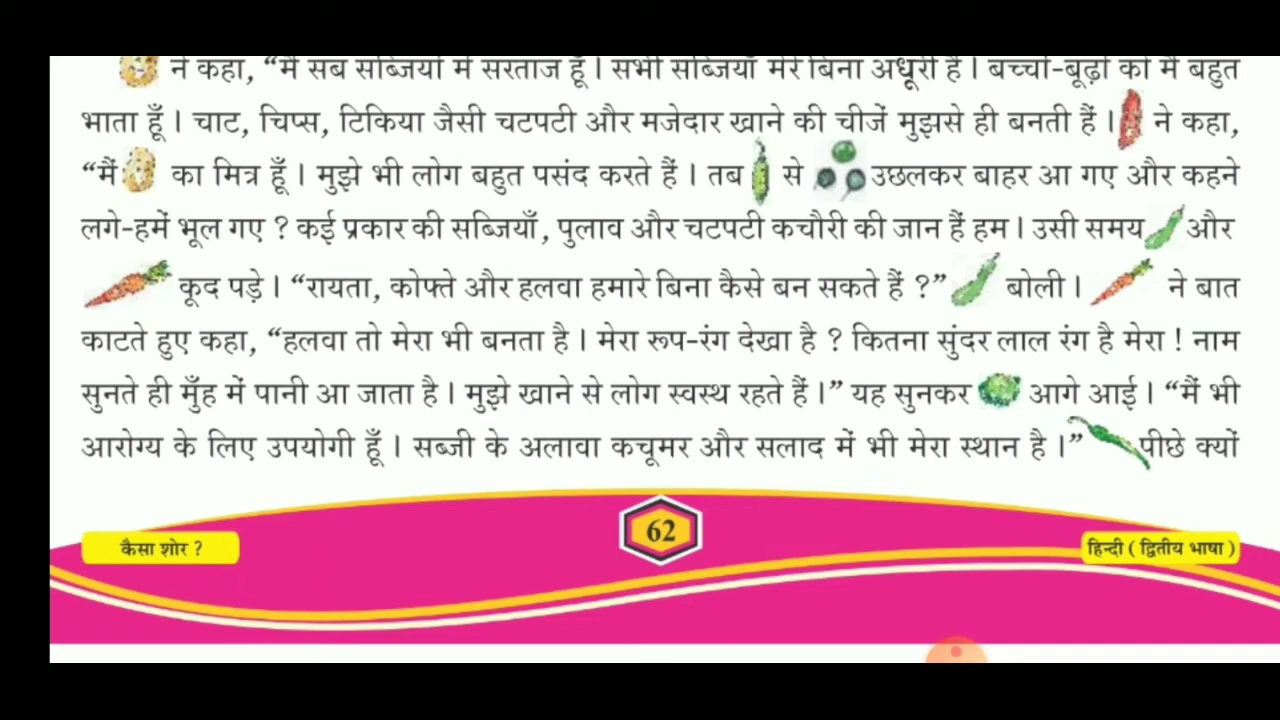 ने कहा, “मैं सब सब्जियों में सरताज हूँ । सभी सब्जियाँ मेरे बिना अधूरी हैं । बच्चों-बूढ़ों को मैं बहुत
भाता हूँ । चाट, चिप्स, टिकिया जैसी चटपटी और मजेदार खाने की चीजें मुझसे ही बनती हैं । ने कहा,
“मैं का मित्र हूँ । मुझे भी लोग बहुत पसंद करते हैं । तब से उछलकर बाहर आ गए और कहने
लगे-हमें भूल गए ? कई प्रकार की सब्जियाँ, पुलाव और चटपटी कचौरी की जान हैं हम । उसी समय और
कूद पड़े । “रायता, कोफ्ते और हलवा हमारे बिना कैसे बन सकते हैं ?” बोली । ने बात
काटते हुए कहा, “हलवा तो मेरा भी बनता है । मेरा रूप-रंग देखा है ? कितना सुंदर लाल रंग है मेरा ! नाम
सुनते ही मुँह में पानी आ जाता है । मुझे खाने से लोग स्वस्थ रहते हैं ।” यह सुनकर आगे आई । “मैं भी
आरोग्य के लिए उपयोगी हूँ । सब्जी के अलावा कचूमर और सलाद में भी मेरा स्थान है ।” पीछे क्यों
62
कैसा शोर ?
हिन्दी ( द्वितीय भाषा )